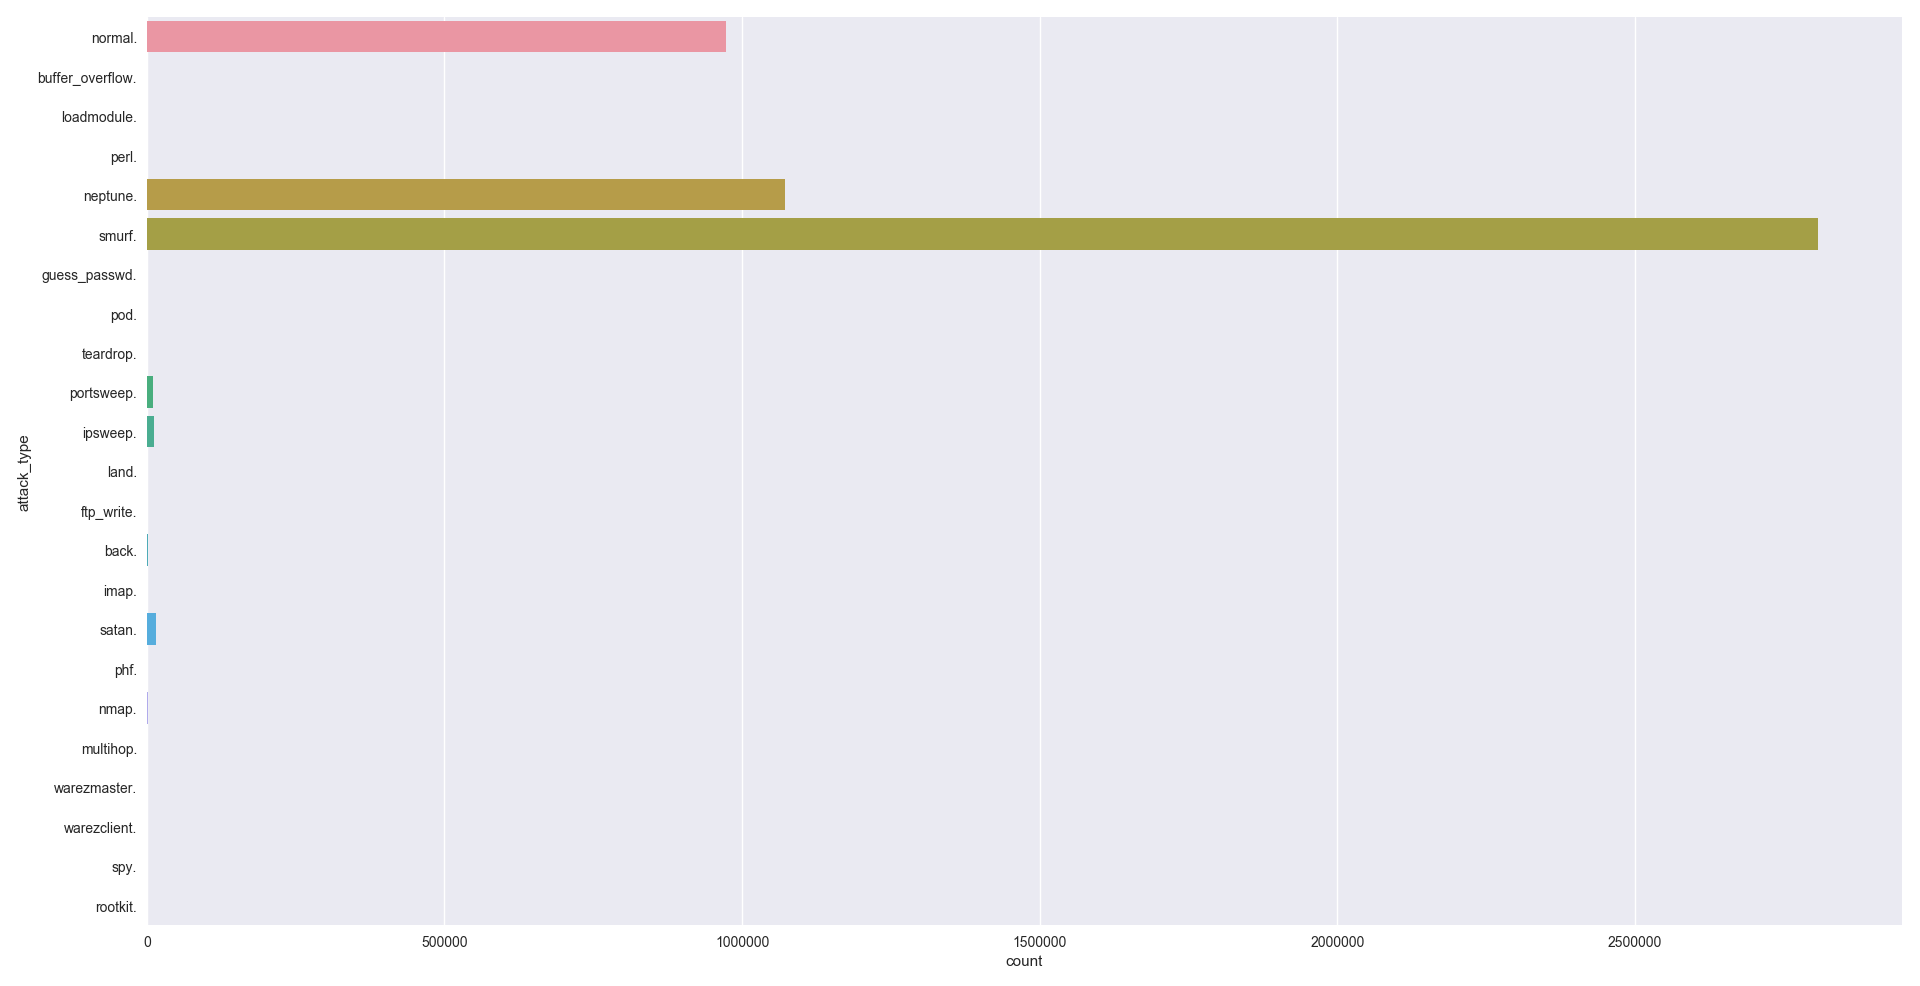 normal.
buffer_overflow.
loadmodule.
perl.
neptune.
smurf.
guess_passwd.
pod.
teardrop.
portsweep.
ipsweep.
land.
ftp_write.
back.
imap.
satan.
phf.
nmap.
multihop.
warezmaster.
warezclient.
spy.
rootkit.
attack_type
0 500000 1000000 1500000 2000000 2500000
count